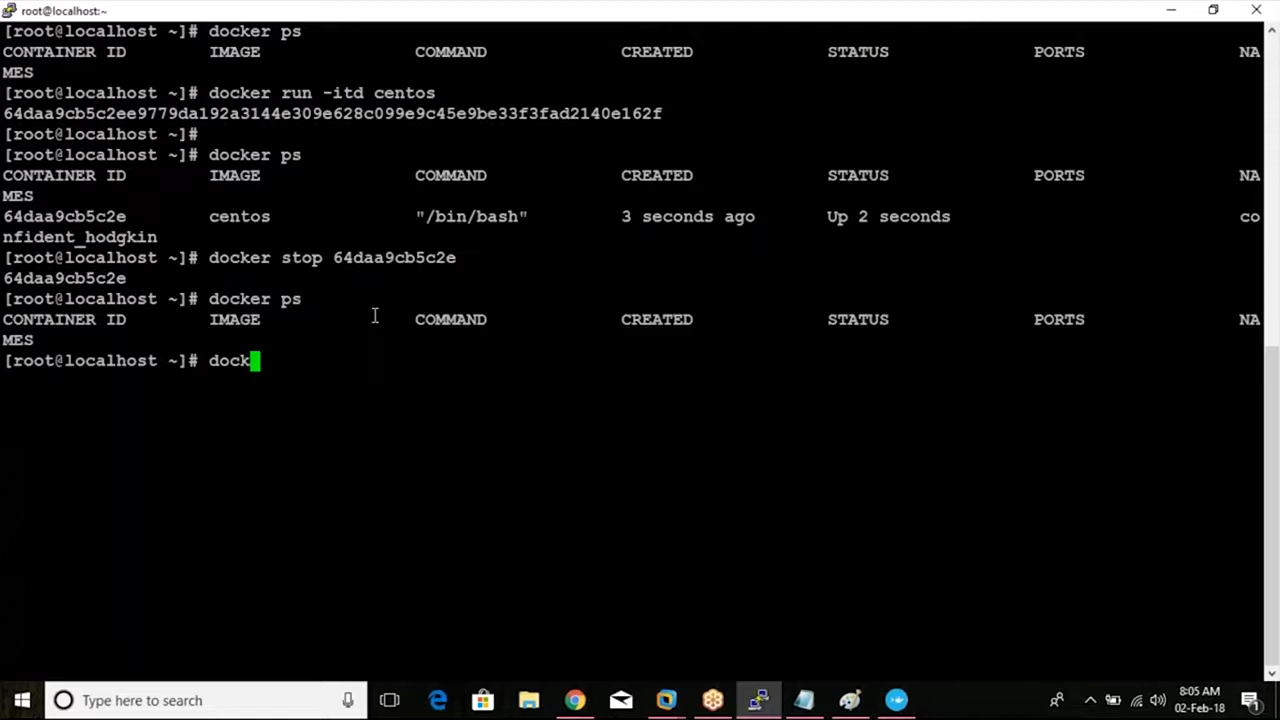 root@localhost:~
[root@localhost ~]# docker ps
CONTAINER ID IMAGE COMMAND CREATED STATUS PORTS NA
MES
[root@localhost ~]# docker run -itd centos
64daa9cb5c2ee9779da192a3144e309e628c099e9c45e9be33f3fad2140e162f
[root@localhost ~]#
[root@localhost ~]# docker ps
CONTAINER ID IMAGE COMMAND CREATED STATUS PORTS NA
MES
64daa9cb5c2e centos "/bin/bash" 3 seconds ago Up 2 seconds co
nfident_hodgkin
[root@localhost ~]# docker stop 64daa9cb5c2e
64daa9cb5c2e
[root@localhost ~]# docker ps
CONTAINER ID IMAGE COMMAND CREATED STATUS PORTS NA
MES
[root@localhost ~]# dock
Type here to search
8:05 AM
02-Feb-18
1